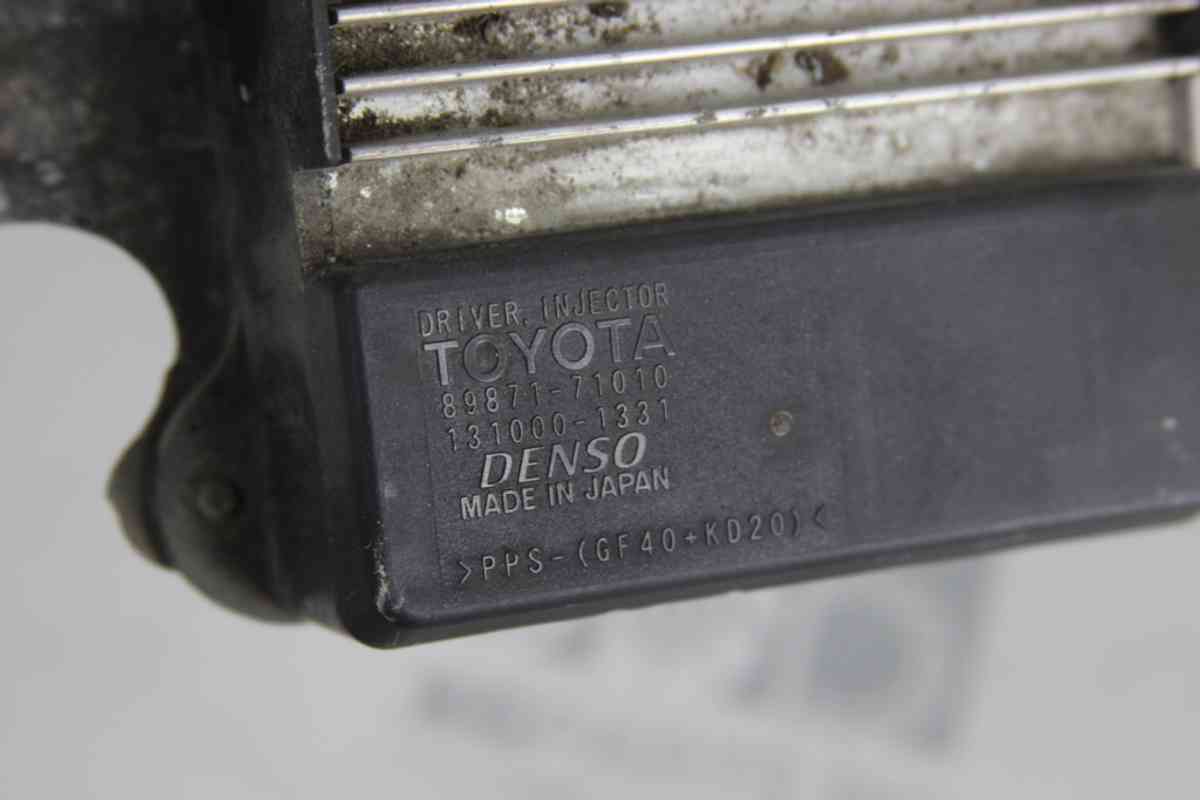 DRIVER, INJECTOR
TOYOTA
89871-71010
131000-1331
DENSO
MADE IN JAPAN
>PPS-(GF40+KD20)<